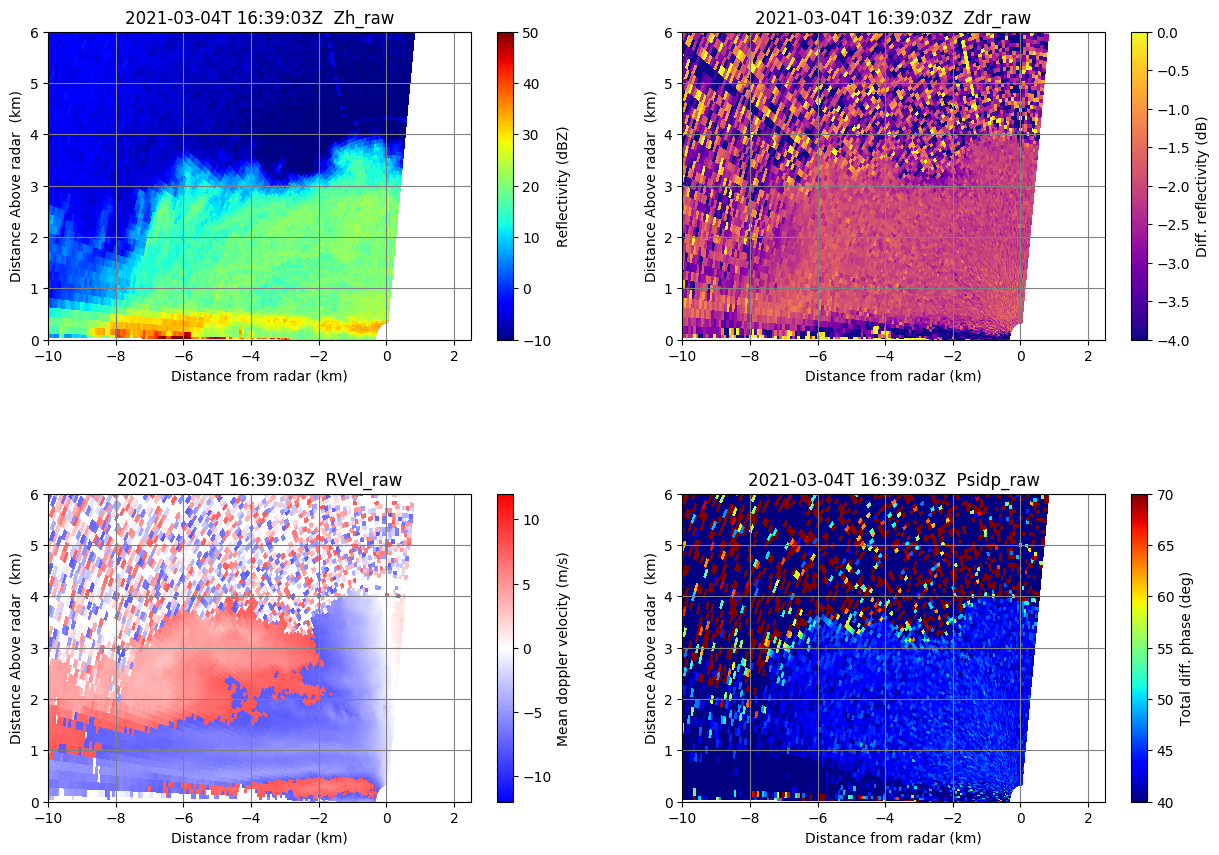 2021-03-04T 16:39:03Z  Zh_raw
Distance Above radar  (km)
6
5
4
3
2
1
0
−10 −8 −6 −4 −2 0 2
Distance from radar (km)
50
40
30
20
10
0
−10
Reflectivity (dBZ)
2021-03-04T 16:39:03Z  Zdr_raw
Distance Above radar  (km)
6
5
4
3
2
1
0
−10 −8 −6 −4 −2 0 2
Distance from radar (km)
0.0
−0.5
−1.0
−1.5
−2.0
−2.5
−3.0
−3.5
−4.0
Diff. reflectivity (dB)
2021-03-04T 16:39:03Z  RVel_raw
Distance Above radar  (km)
6
5
4
3
2
1
0
−10 −8 −6 −4 −2 0 2
Distance from radar (km)
10
5
0
−5
−10
Mean doppler velocity (m/s)
2021-03-04T 16:39:03Z  Psidp_raw
Distance Above radar  (km)
6
5
4
3
2
1
0
−10 −8 −6 −4 −2 0 2
Distance from radar (km)
70
65
60
55
50
45
40
Total diff. phase (deg)